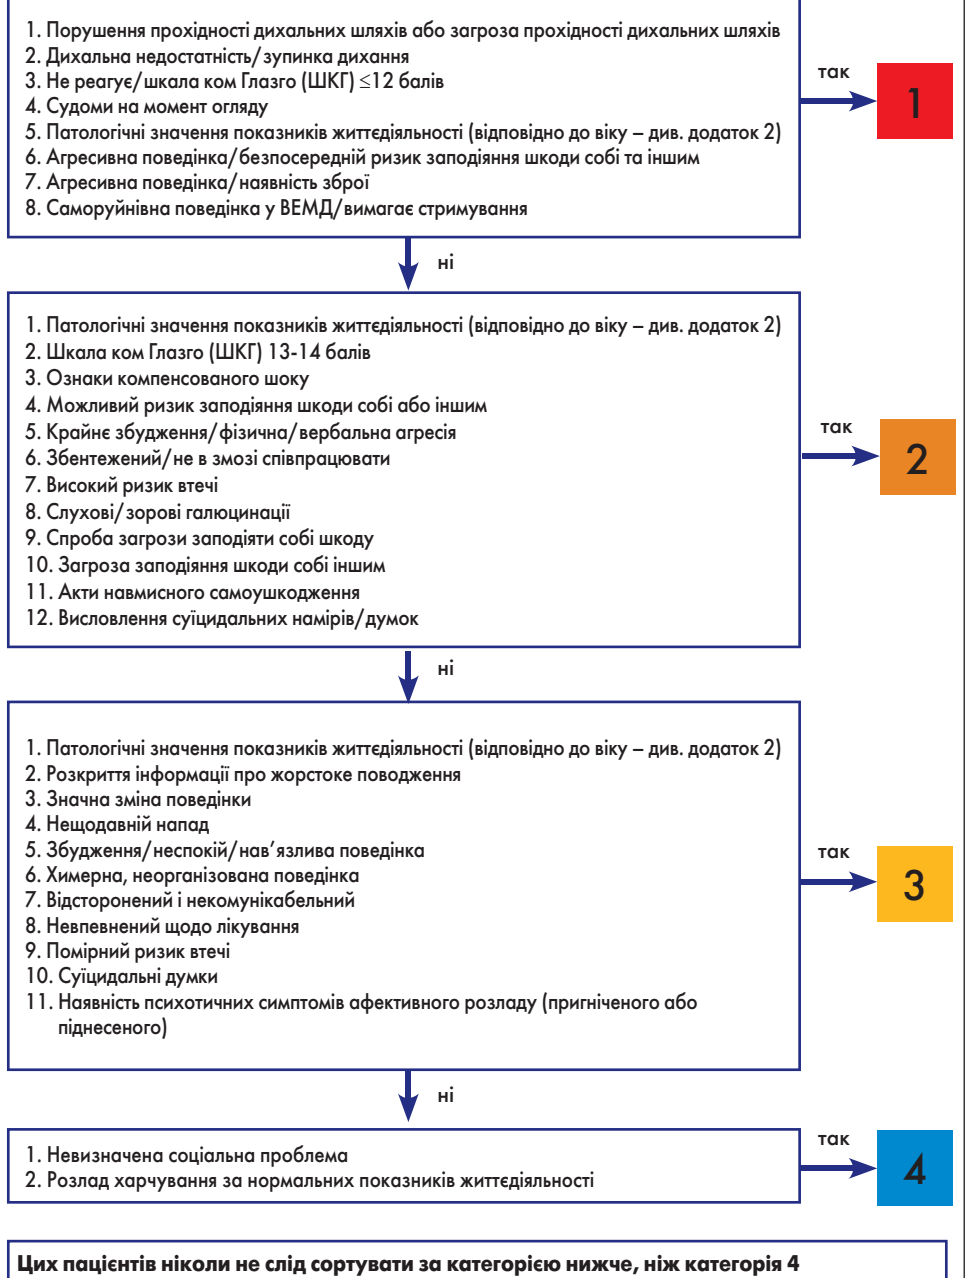 1. Порушення прохідності дихальних шляхів або загроза прохідності дихальних шляхів
2. Дихальна недостатність/зупинка дихання
3. Не реагує/шкала ком Глазго (ШКГ) ≤12 балів
4. Судоми на момент огляду
5. Патологічні значення показників життєдіяльності (відповідно до віку – див. додаток 2)
6. Агресивна поведінка/безпосередній ризик заподіяння шкоди собі та іншим
7. Агресивна поведінка/наявність зброї
8. Саморуйнівна поведінка у ВЕМД/вимагає стримування
так
1
ні
1. Патологічні значення показників життєдіяльності (відповідно до віку – див. додаток 2)
2. Шкала ком Глазго (ШКГ) 13-14 балів
3. Ознаки компенсованого шоку
4. Можливий ризик заподіяння шкоди собі або іншим
5. Крайнє збудження/фізична/вербальна агресія
6. Збентежений/не в змозі співпрацювати
7. Високий ризик втечі
8. Слухові/зорові галюцинації
9. Спроба загрози заподіяти собі шкоду
10. Загроза заподіяння шкоди собі іншим
11. Акти навмисного самоушкодження
12. Висловлення суїцидальних намірів/думок
так
2
ні
1. Патологічні значення показників життєдіяльності (відповідно до віку – див. додаток 2)
2. Розкриття інформації про жорстоке поводження
3. Значна зміна поведінки
4. Нещодавній напад
5. Збудження/неспокій/нав’язлива поведінка
6. Химерна, неорганізована поведінка
7. Відсторонений і некомунікабельний
8. Невпевнений щодо лікування
9. Помірний ризик втечі
10. Суїцидальні думки
11. Наявність психотичних симптомів афективного розладу (пригніченого або
піднесеного)
так
3
ні
1. Невизначена соціальна проблема
2. Розлад харчування за нормальних показників життєдіяльності
так
4
Цих пацієнтів ніколи не слід сортувати за категорією нижче, ніж категорія 4